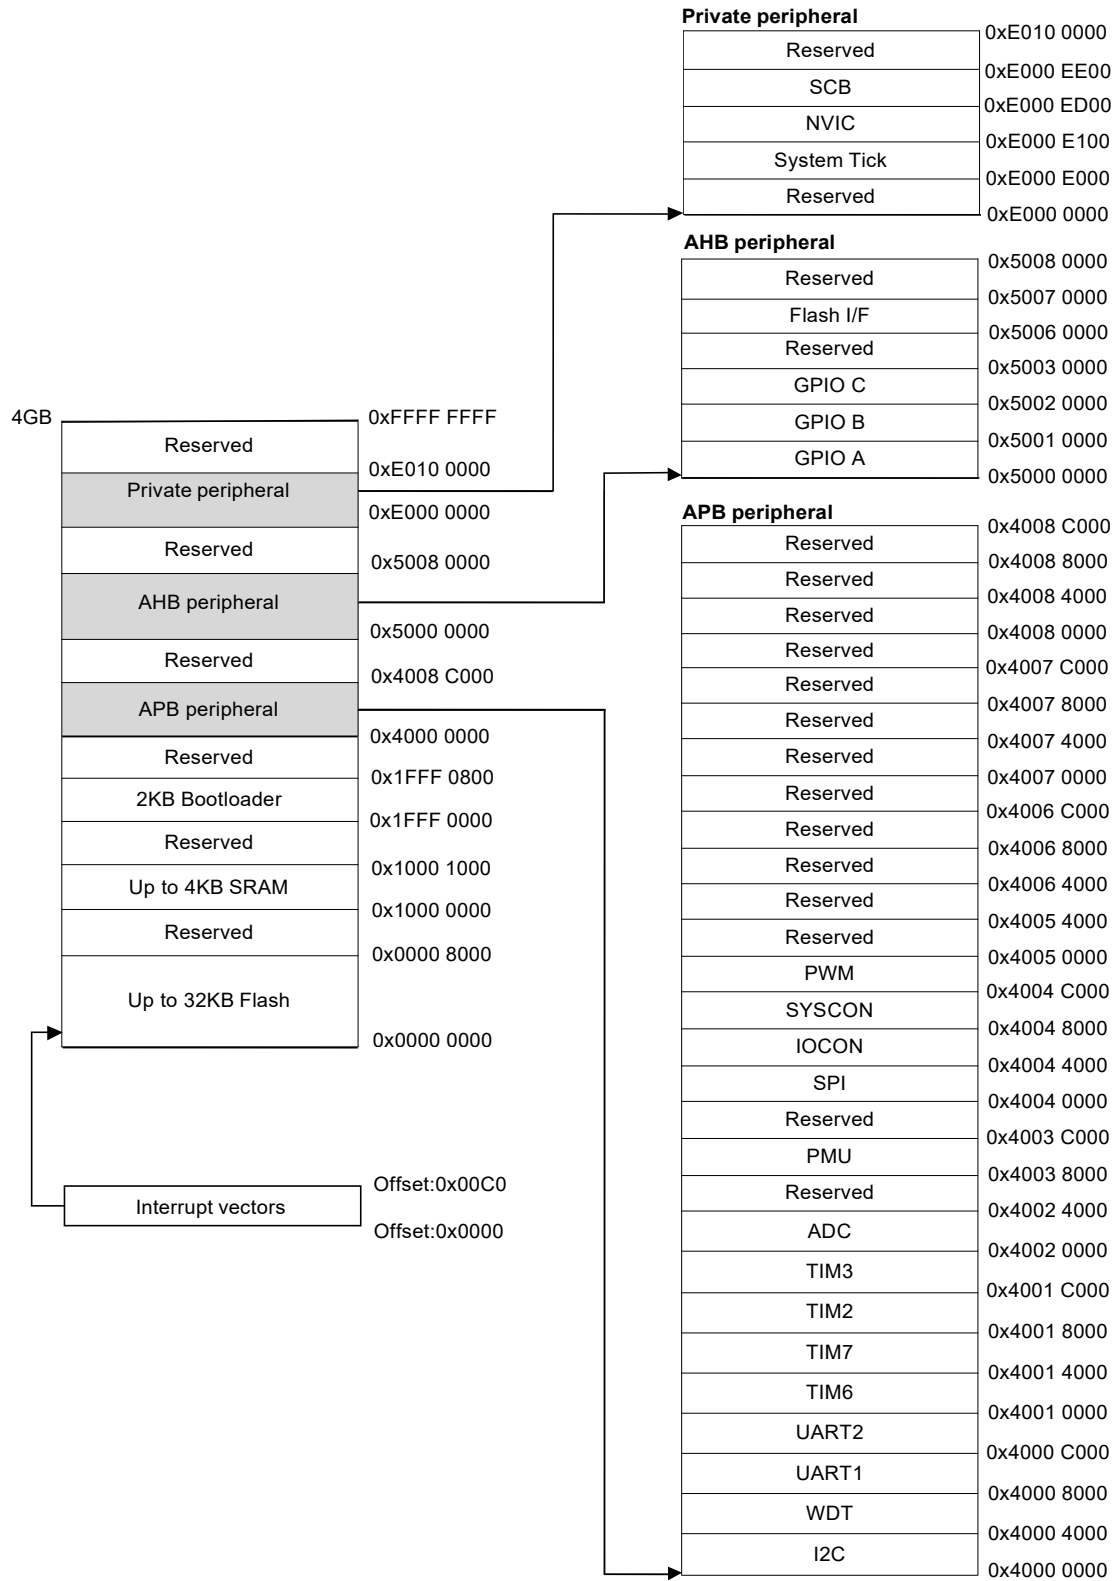 Private peripheral
0xE010 0000
Reserved
0xE000 EE00
SCB
0xE000 ED00
NVIC
0xE000 E100
System Tick
0xE000 E000
Reserved
0xE000 0000
AHB peripheral
0x5008 0000
Reserved
0x5007 0000
Flash I/F
0x5006 0000
Reserved
0x5003 0000
GPIO C
0x5002 0000
GPIO B
0x5001 0000
GPIO A
0x5000 0000
4GB
0xFFFF FFFF
Reserved
0xE010 0000
Private peripheral
0xE000 0000
Reserved
0x5008 0000
AHB peripheral
0x5000 0000
Reserved
0x4008 C000
APB peripheral
0x4000 0000
Reserved
0x1FFF 0800
2KB Bootloader
0x1FFF 0000
Reserved
0x1000 1000
Up to 4KB SRAM
0x1000 0000
Reserved
0x0000 8000
Up to 32KB Flash
0x0000 0000
Offset:0x00C0
Interrupt vectors
Offset:0x0000
APB peripheral
0x4008 C000
Reserved
0x4008 8000
Reserved
0x4008 4000
Reserved
0x4008 0000
Reserved
0x4007 C000
Reserved
0x4007 8000
Reserved
0x4007 4000
Reserved
0x4007 0000
Reserved
0x4006 C000
Reserved
0x4006 8000
Reserved
0x4006 4000
Reserved
0x4005 4000
Reserved
0x4005 0000
PWM
0x4004 C000
SYSCON
0x4004 8000
IOCON
0x4004 4000
SPI
0x4004 0000
Reserved
0x4003 C000
PMU
0x4003 8000
Reserved
0x4002 4000
ADC
0x4002 0000
TIM3
0x4001 C000
TIM2
0x4001 8000
TIM7
0x4001 4000
TIM6
0x4001 0000
UART2
0x4000 C000
UART1
0x4000 8000
WDT
0x4000 4000
I2C
0x4000 0000